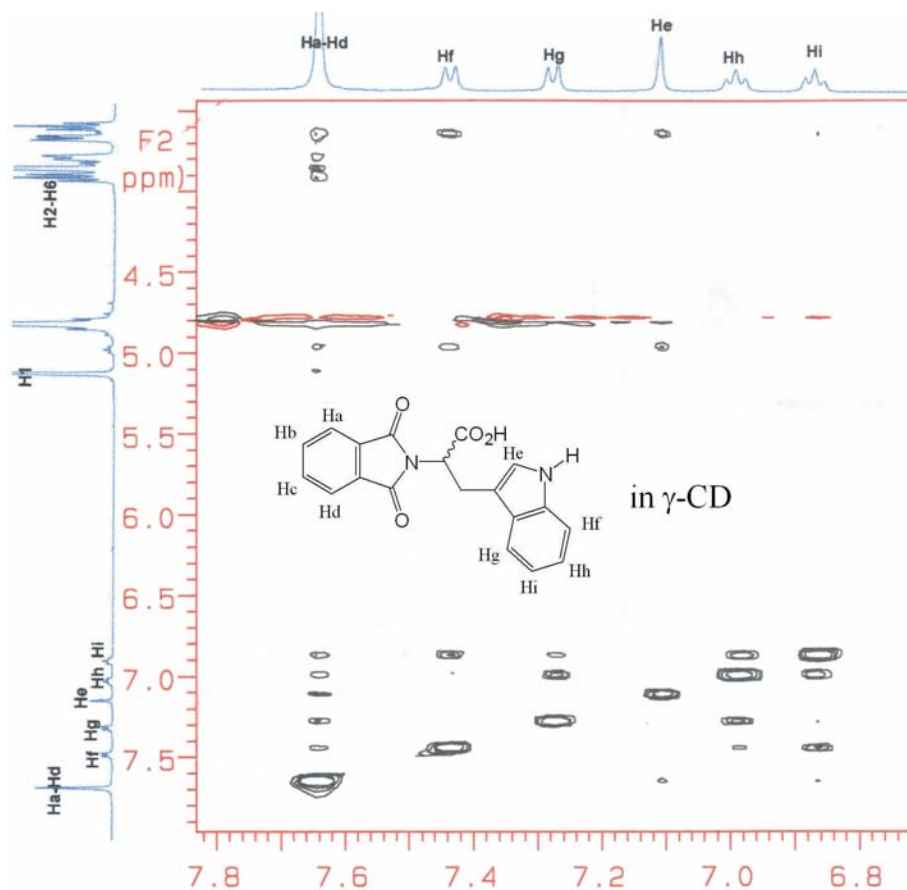 Ha-Hd
Hf
Hg
He
Hh
Hi
F2
ppm)
H2-H6
4.5
H1
5.0
5.5
6.0
6.5
7.0
7.5
O
Ha
Hb
CO₂H
He
H
N
N
Hc
Hd
O
Hf
in γ-CD
Hg
Hh
Hi
Hi
Hh
He
Hg
Hf
Ha-Hd
7.8 7.6 7.4 7.2 7.0 6.8